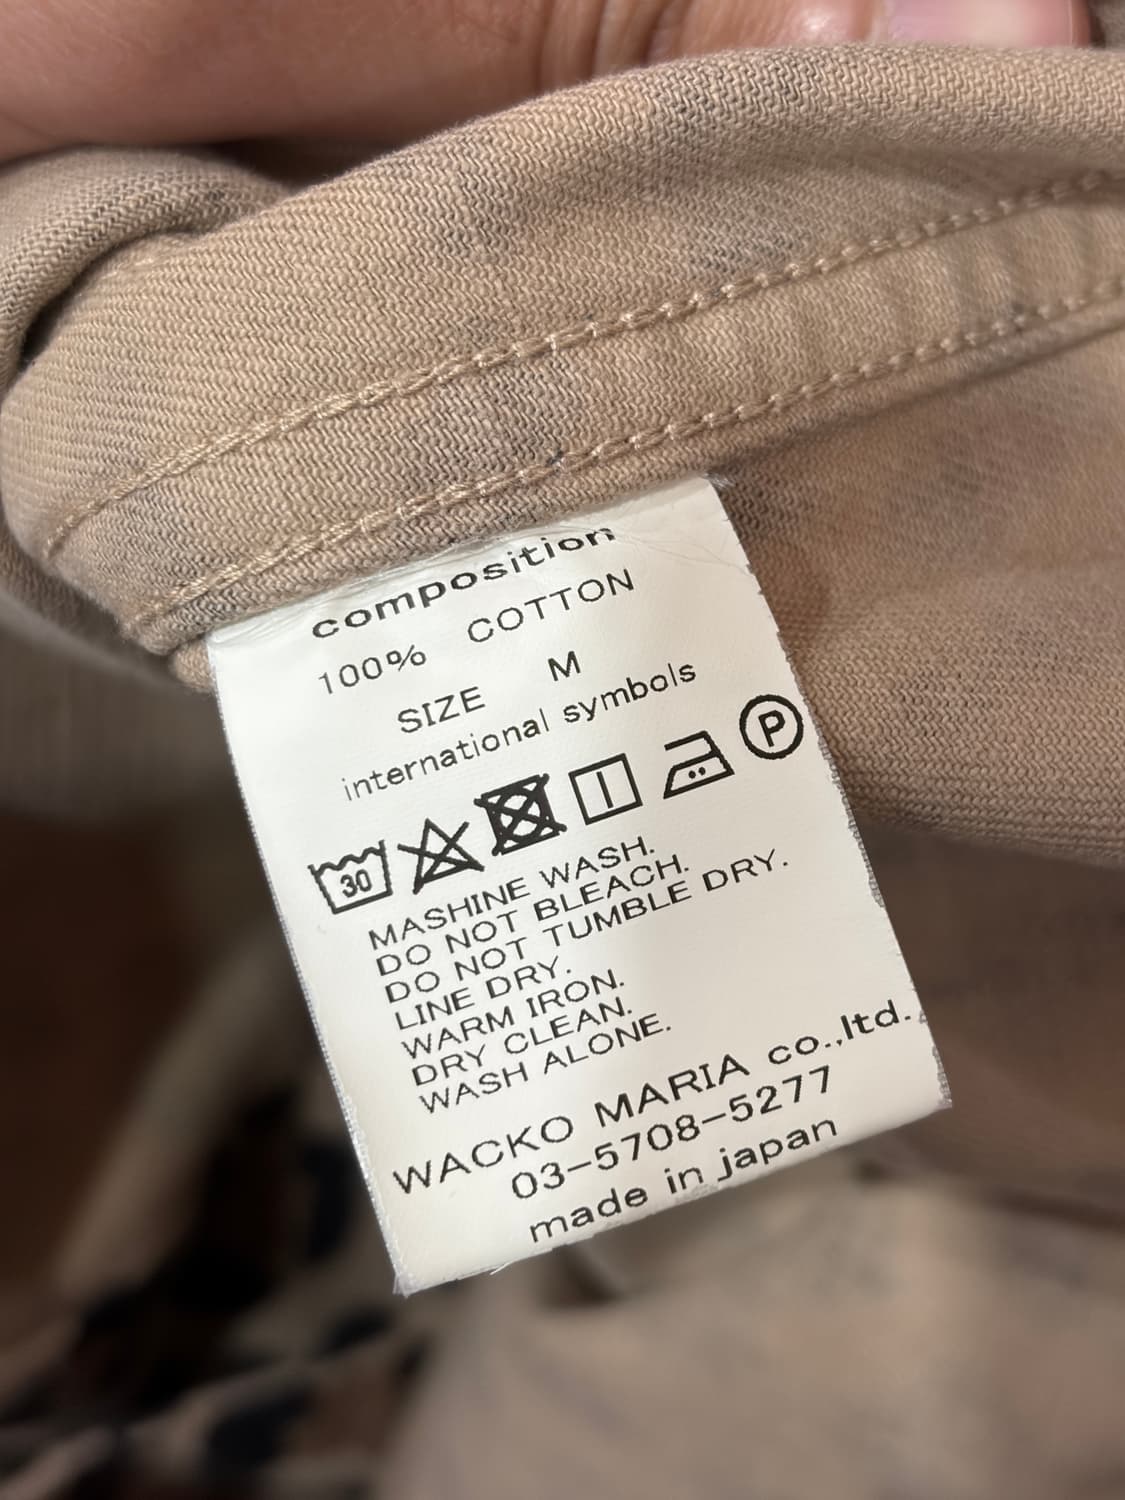 composition
100% COTTON
SIZE M
international symbols
30 P
MASHINE WASH.
DO NOT BLEACH.
DO NOT TUMBLE DRY.
LINE DRY.
WARM IRON.
DRY CLEAN.
WASH ALONE.
WACKO MARIA co.,ltd.
03-5708-5277
made in japan